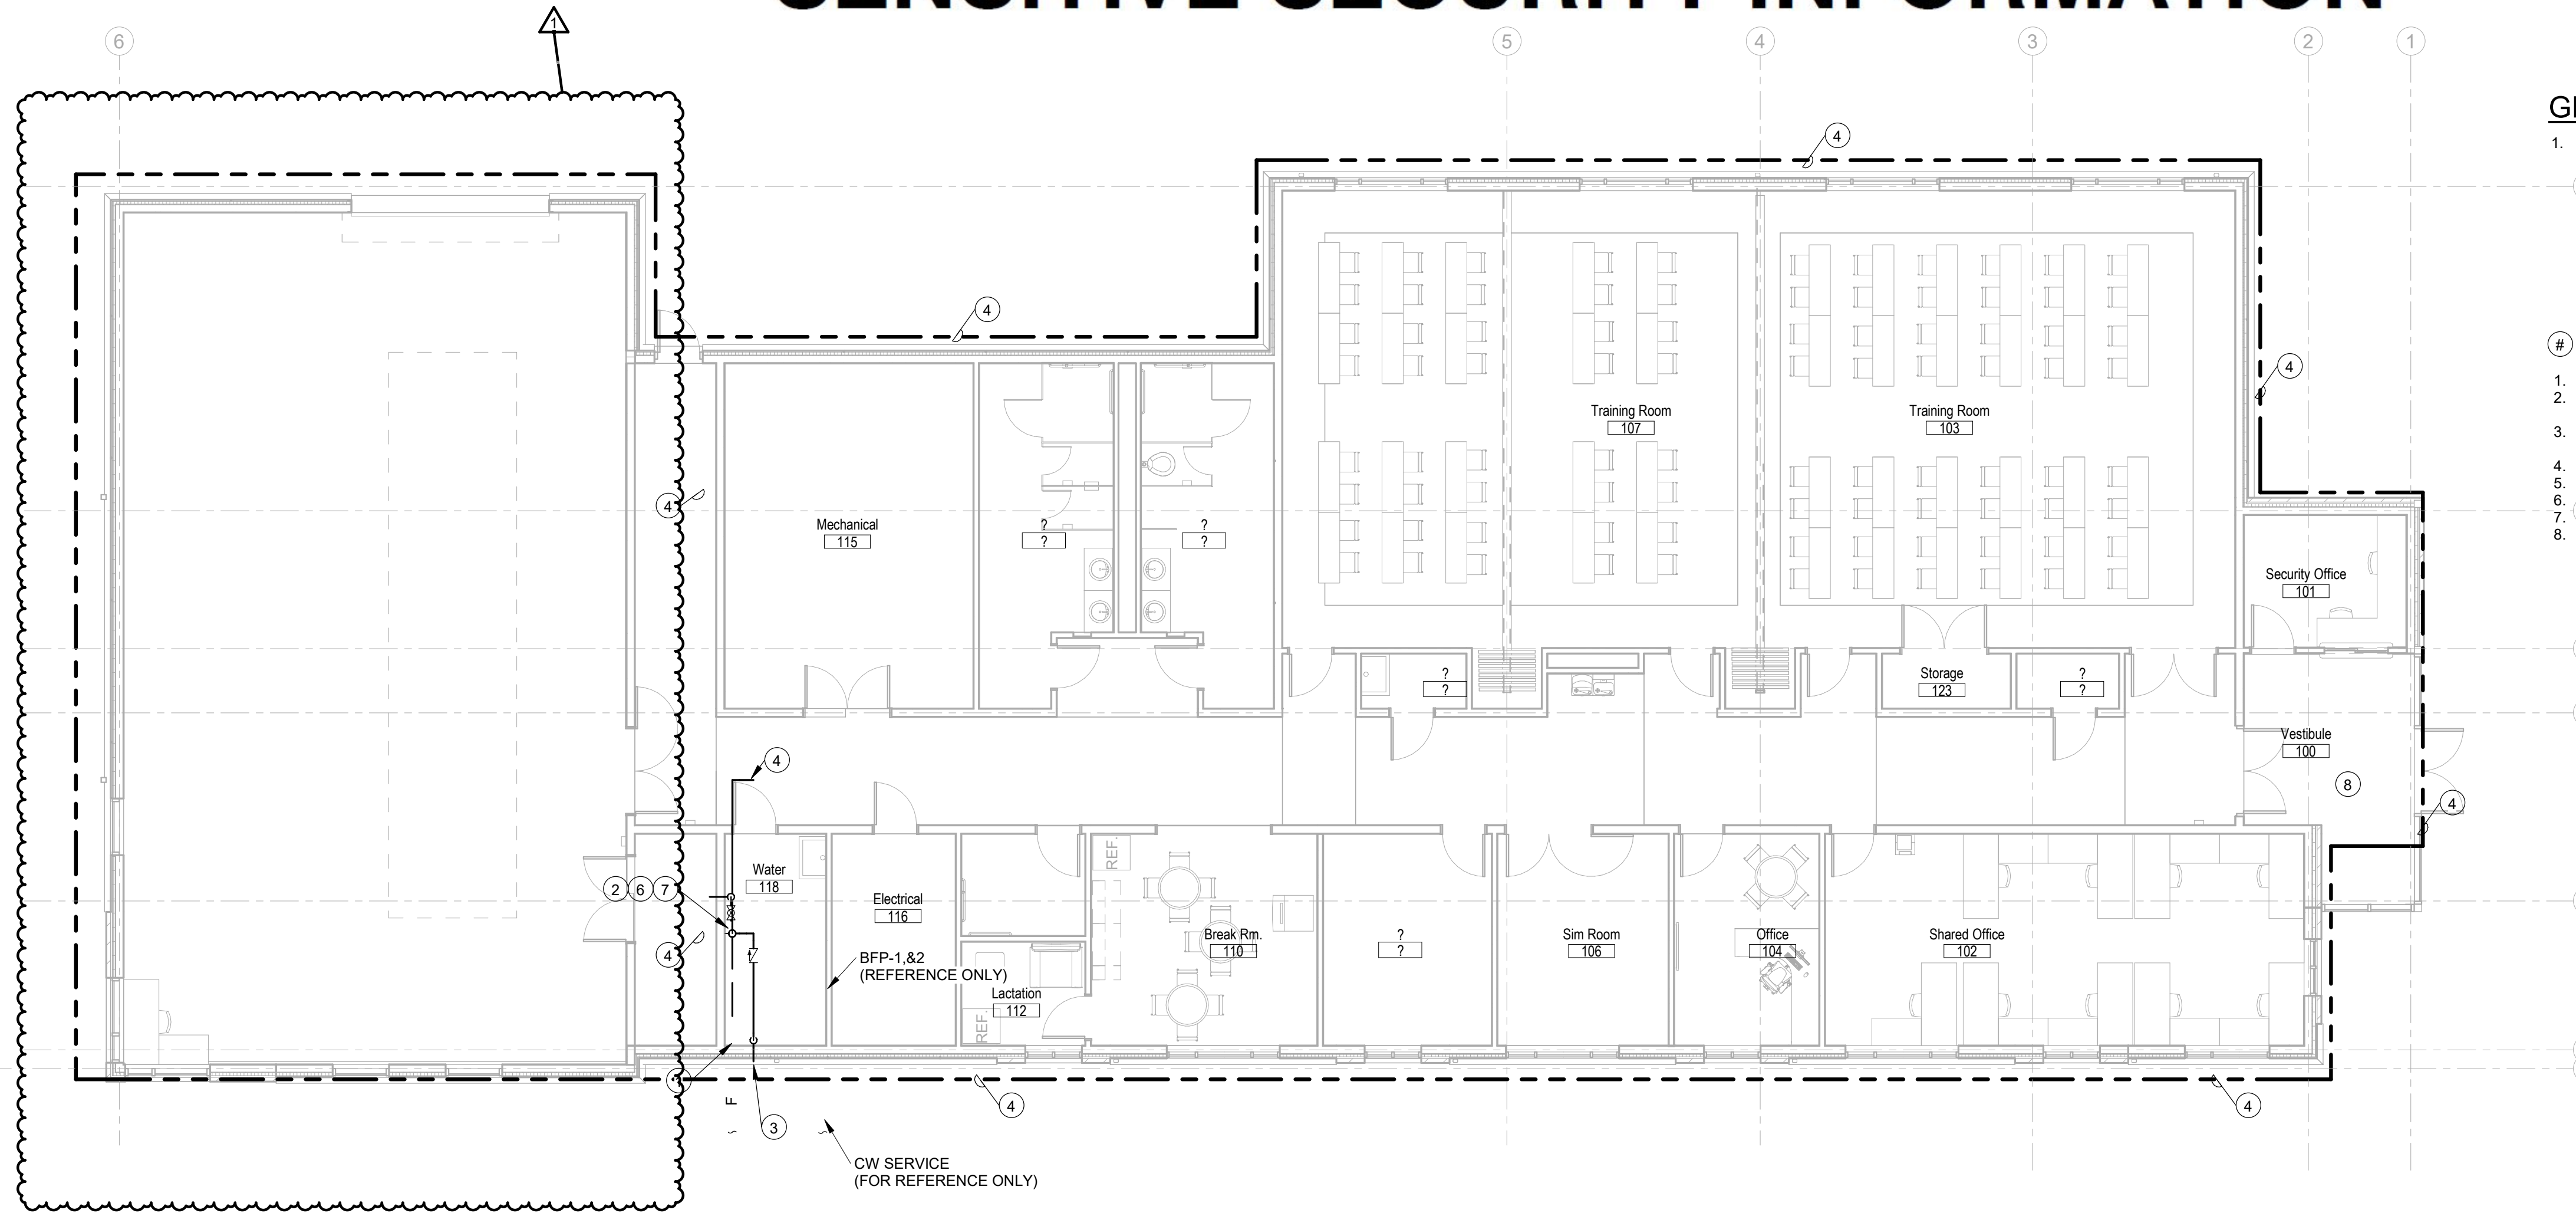 SENSITIVE SECURITY INFORMATION
1
6
5
4
3
2
1
4
1.
4
4
#
1.
2.
3.
4.
5.
6.
7.
8.
Training Room
107
Training Room
103
4
Mechanical
115
?
?
?
?
Security Office
101
?
?
Storage
123
?
?
Vestibule
100
8
4
4
REF.
Water
118
2 6 7
Electrical
116
4
BFP-1,&2
(REFERENCE ONLY)
Break Rm.
110
?
?
Sim Room
106
Office
104
Shared Office
102
Lactation
112
REF.
F
3
4
4
CW SERVICE
(FOR REFERENCE ONLY)